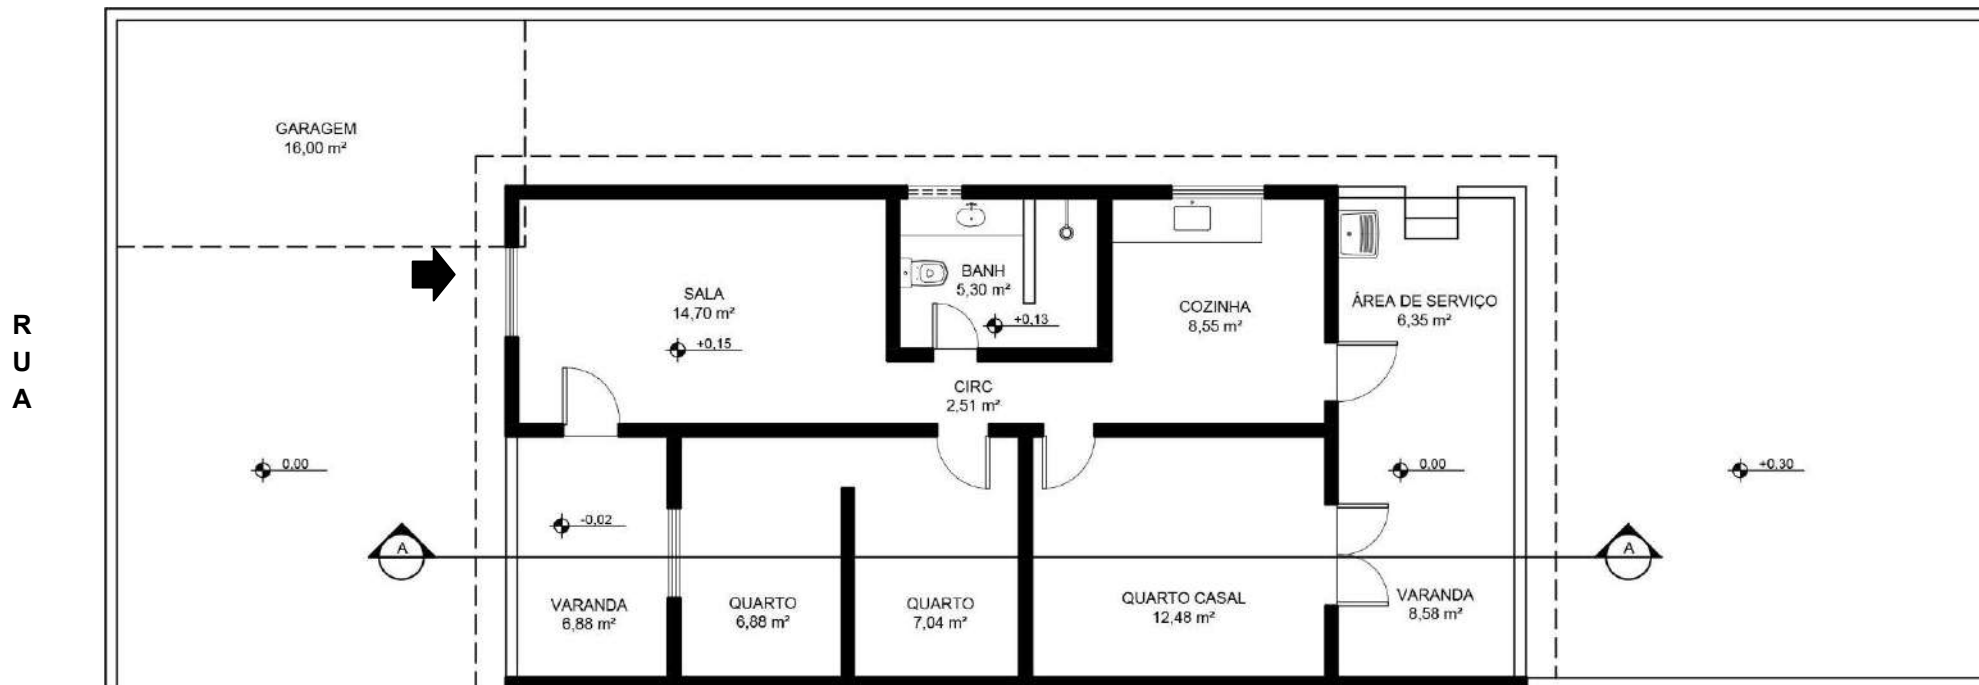 GARAGEM
16,00 m²
R
U
A
SALA
14,70 m²
+0,15
BANH
5,30 m²
+0,13
COZINHA
8,55 m²
ÁREA DE SERVIÇO
6,35 m²
CIRC
2,51 m²
0,00
-0,02
0,00
+0,30
A
A
VARANDA
6,88 m²
QUARTO
6,88 m²
QUARTO
7,04 m²
QUARTO CASAL
12,48 m²
VARANDA
8,58 m²